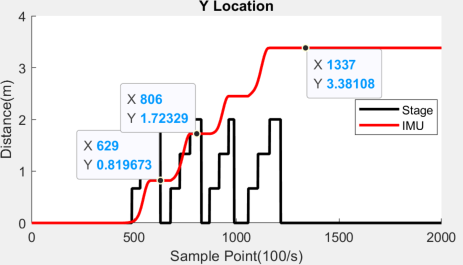 Y Location
Distance(m)
4
3
2
1
0
X 1337
Y 3.38108
X 806
Y 1.72329
X 629
Y 0.819673
Stage
IMU
0 500 1000 1500 2000
Sample Point(100/s)